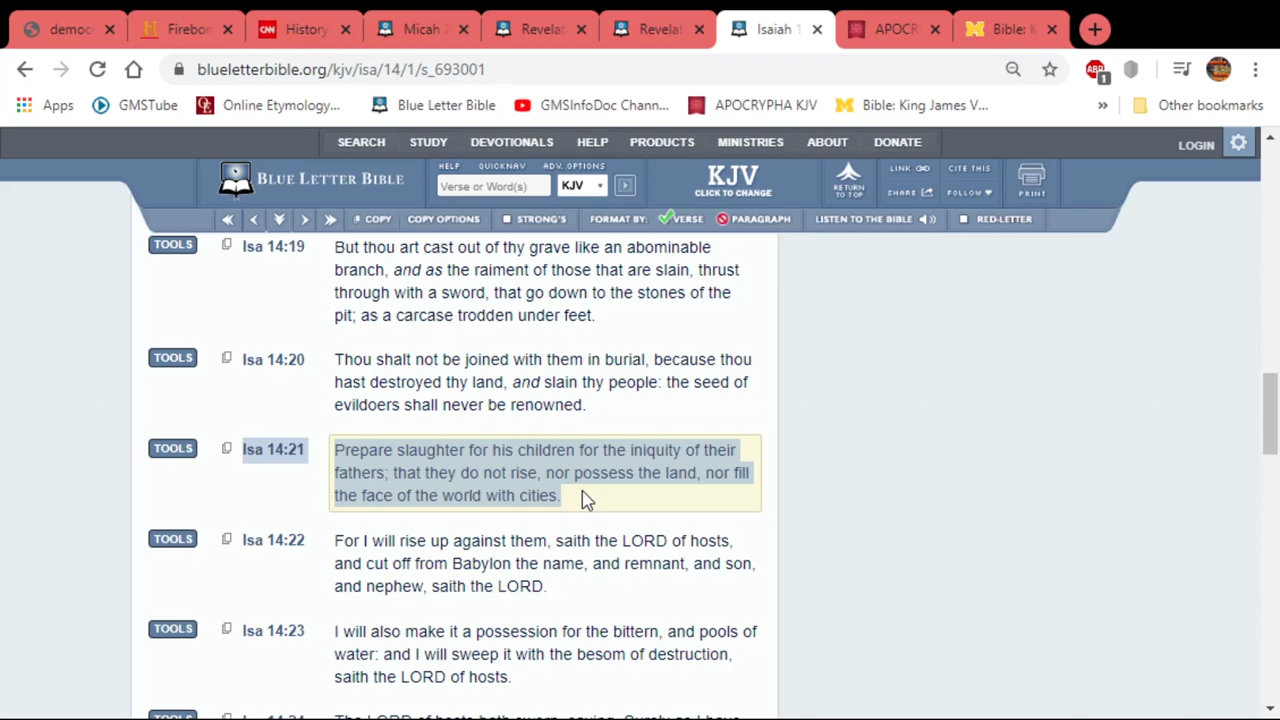 democ
Firebon
History
Micah 7
Revelat
Revelat
Isaiah 1
APOCR
Bible: K
blueletterbible.org/kjv/isa/14/1/s_693001
1
Apps GMSTube Online Etymology... Blue Letter Bible GMSInfoDoc Chann... APOCRYPHA KJV Bible: King James V... » Other bookmarks
SEARCH STUDY DEVOTIONALS HELP PRODUCTS MINISTRIES ABOUT DONATE LOGIN
BLUE LETTER BIBLE
HELP QUICKNAV ADV. OPTIONS
Verse or Word(s) KJV
KJV
CLICK TO CHANGE
RETURN
TO TOP
LINK CITE THIS
SHARE FOLLOW
PRINT
COPY COPY OPTIONS STRONG'S FORMAT BY: VERSE PARAGRAPH LISTEN TO THE BIBLE RED-LETTER
TOOLS Isa 14:19 But thou art cast out of thy grave like an abominable
branch, and as the raiment of those that are slain, thrust
through with a sword, that go down to the stones of the
pit; as a carcase trodden under feet.
TOOLS Isa 14:20 Thou shalt not be joined with them in burial, because thou
hast destroyed thy land, and slain thy people: the seed of
evildoers shall never be renowned.
TOOLS Isa 14:21 Prepare slaughter for his children for the iniquity of their
fathers; that they do not rise, nor possess the land, nor fill
the face of the world with cities.
TOOLS Isa 14:22 For I will rise up against them, saith the LORD of hosts,
and cut off from Babylon the name, and remnant, and son,
and nephew, saith the LORD.
TOOLS Isa 14:23 I will also make it a possession for the bittern, and pools of
water: and I will sweep it with the besom of destruction,
saith the LORD of hosts.
The LORD of hosts hath sworn, saying, Surely as I have